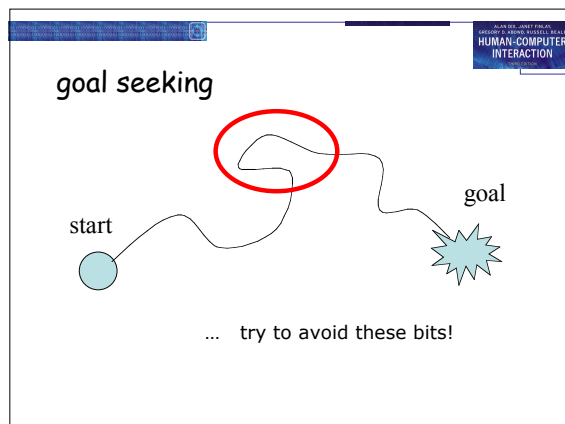 ALAN DIX, JANET FINLAY,
GREGORY D. ABOWD, RUSSELL BEALE
HUMAN-COMPUTER
INTERACTION
THIRD EDITION
goal seeking
goal
start
… try to avoid these bits!